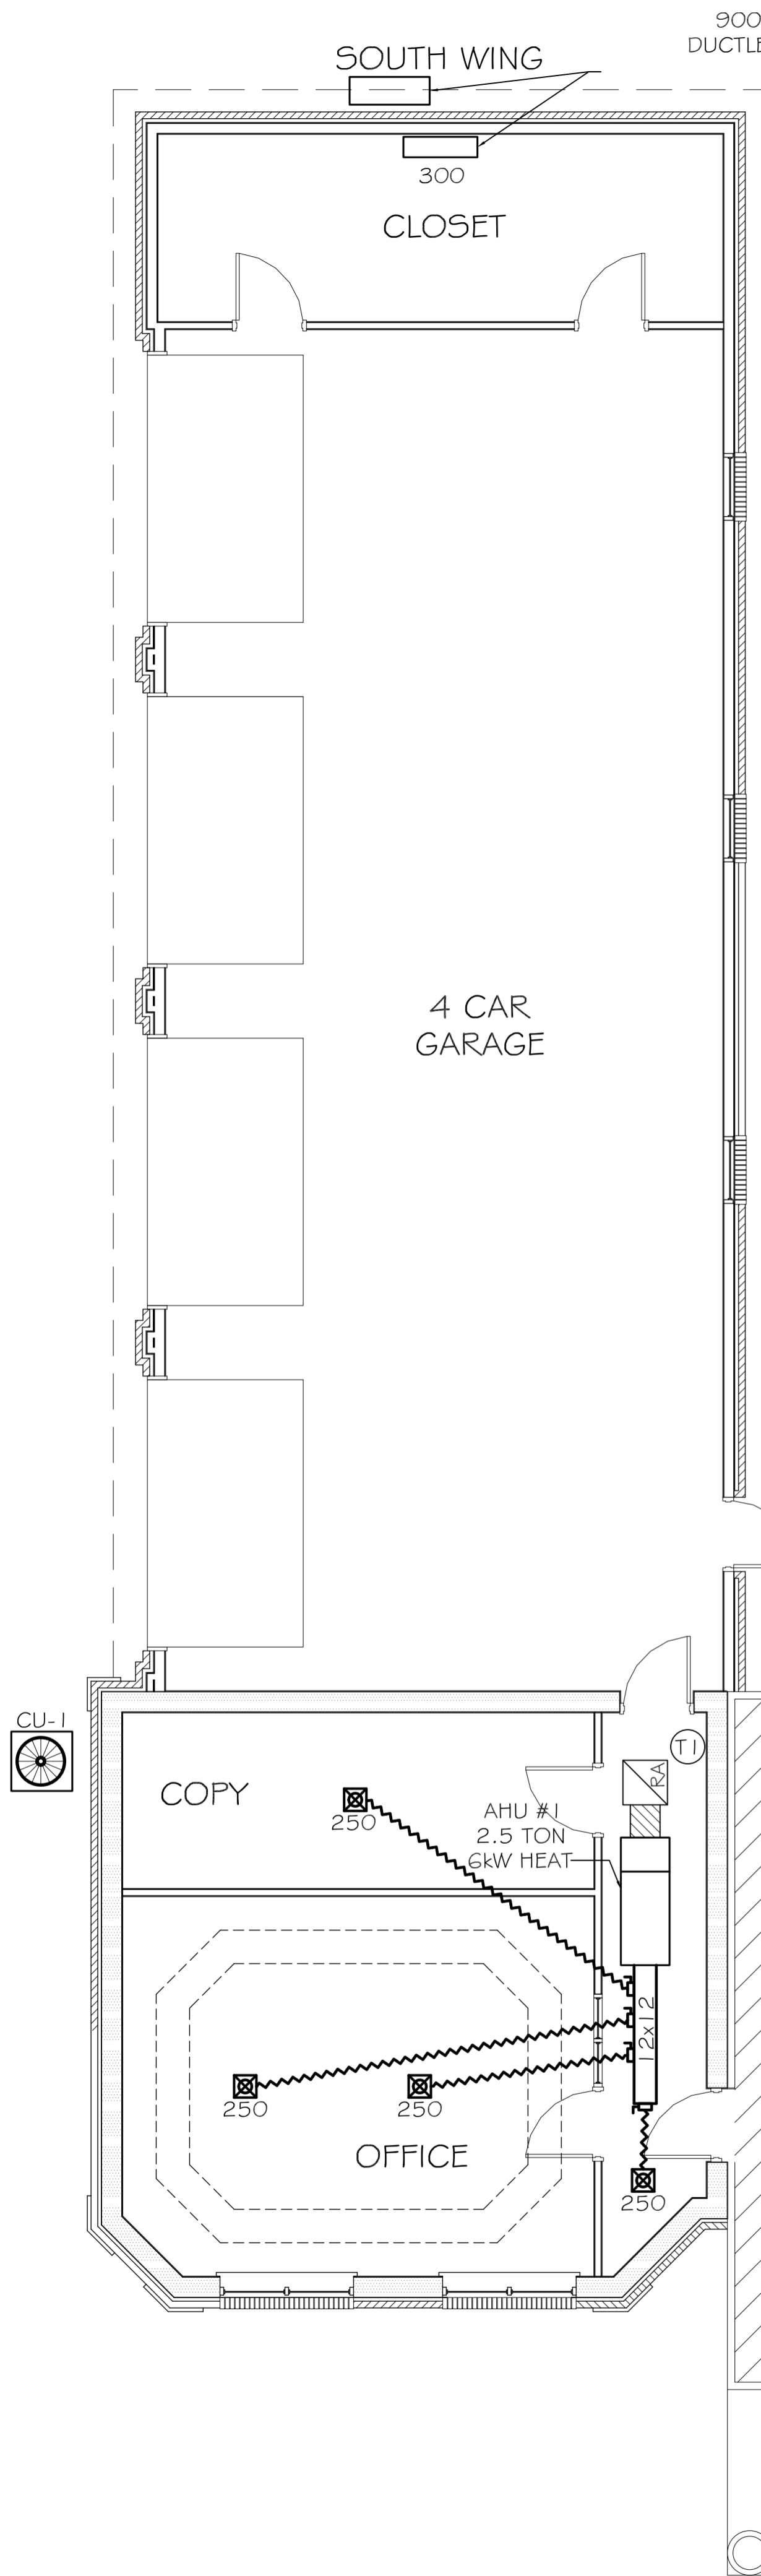 900
DUCTLE
SOUTH WING
300
CLOSET
4 CAR
GARAGE
CU-1
T1
RA
COPY
250
AHU #1
2.5 TON
6kW HEAT
12x12
250
250
OFFICE
250